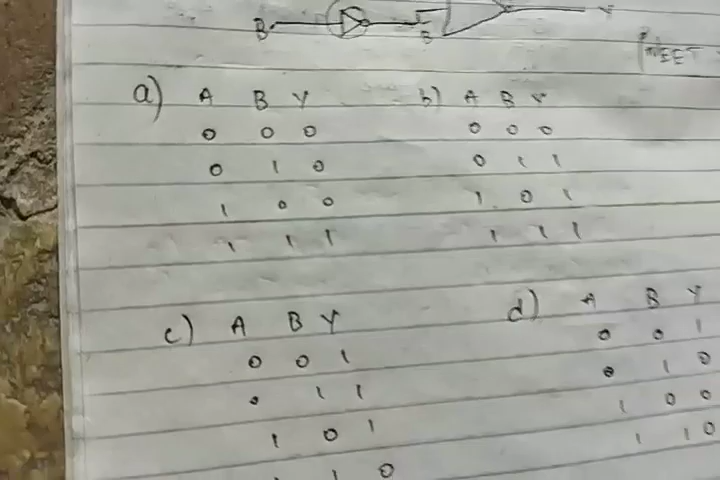 B B Y
a) A B Y b) A B Y
0 0 0 0 0 0
0 1 0 0 1 1
1 0 0 1 0 1
1 1 1 1 1 1
c) A B Y d) A B Y
0 0 1 0 0 1
0 1 1 0 1 0
1 0 1 1 0 0
1 1 0 1 1 0